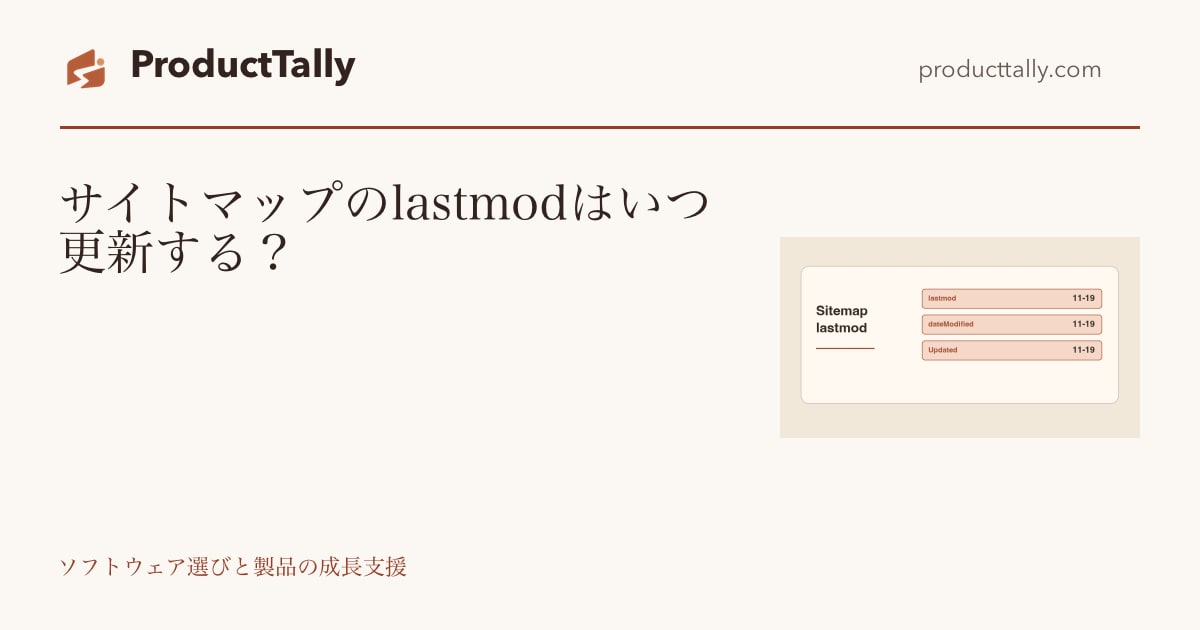 ProductTally
producttally.com
サイトマップのlastmodはいつ
更新する？
Sitemap
lastmod
lastmod 11-19
dateModified 11-19
Updated 11-19
ソフトウェア選びと製品の成長支援